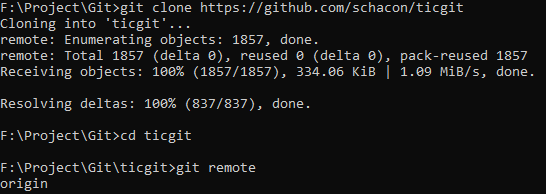 F:\Project\Git>git clone https://github.com/schacon/ticgit
Cloning into 'ticgit'...
remote: Enumerating objects: 1857, done.
remote: Total 1857 (delta 0), reused 0 (delta 0), pack-reused 1857
Receiving objects: 100% (1857/1857), 334.06 KiB | 1.09 MiB/s, done.
Resolving deltas: 100% (837/837), done.
F:\Project\Git>cd ticgit
F:\Project\Git\ticgit>git remote
origin